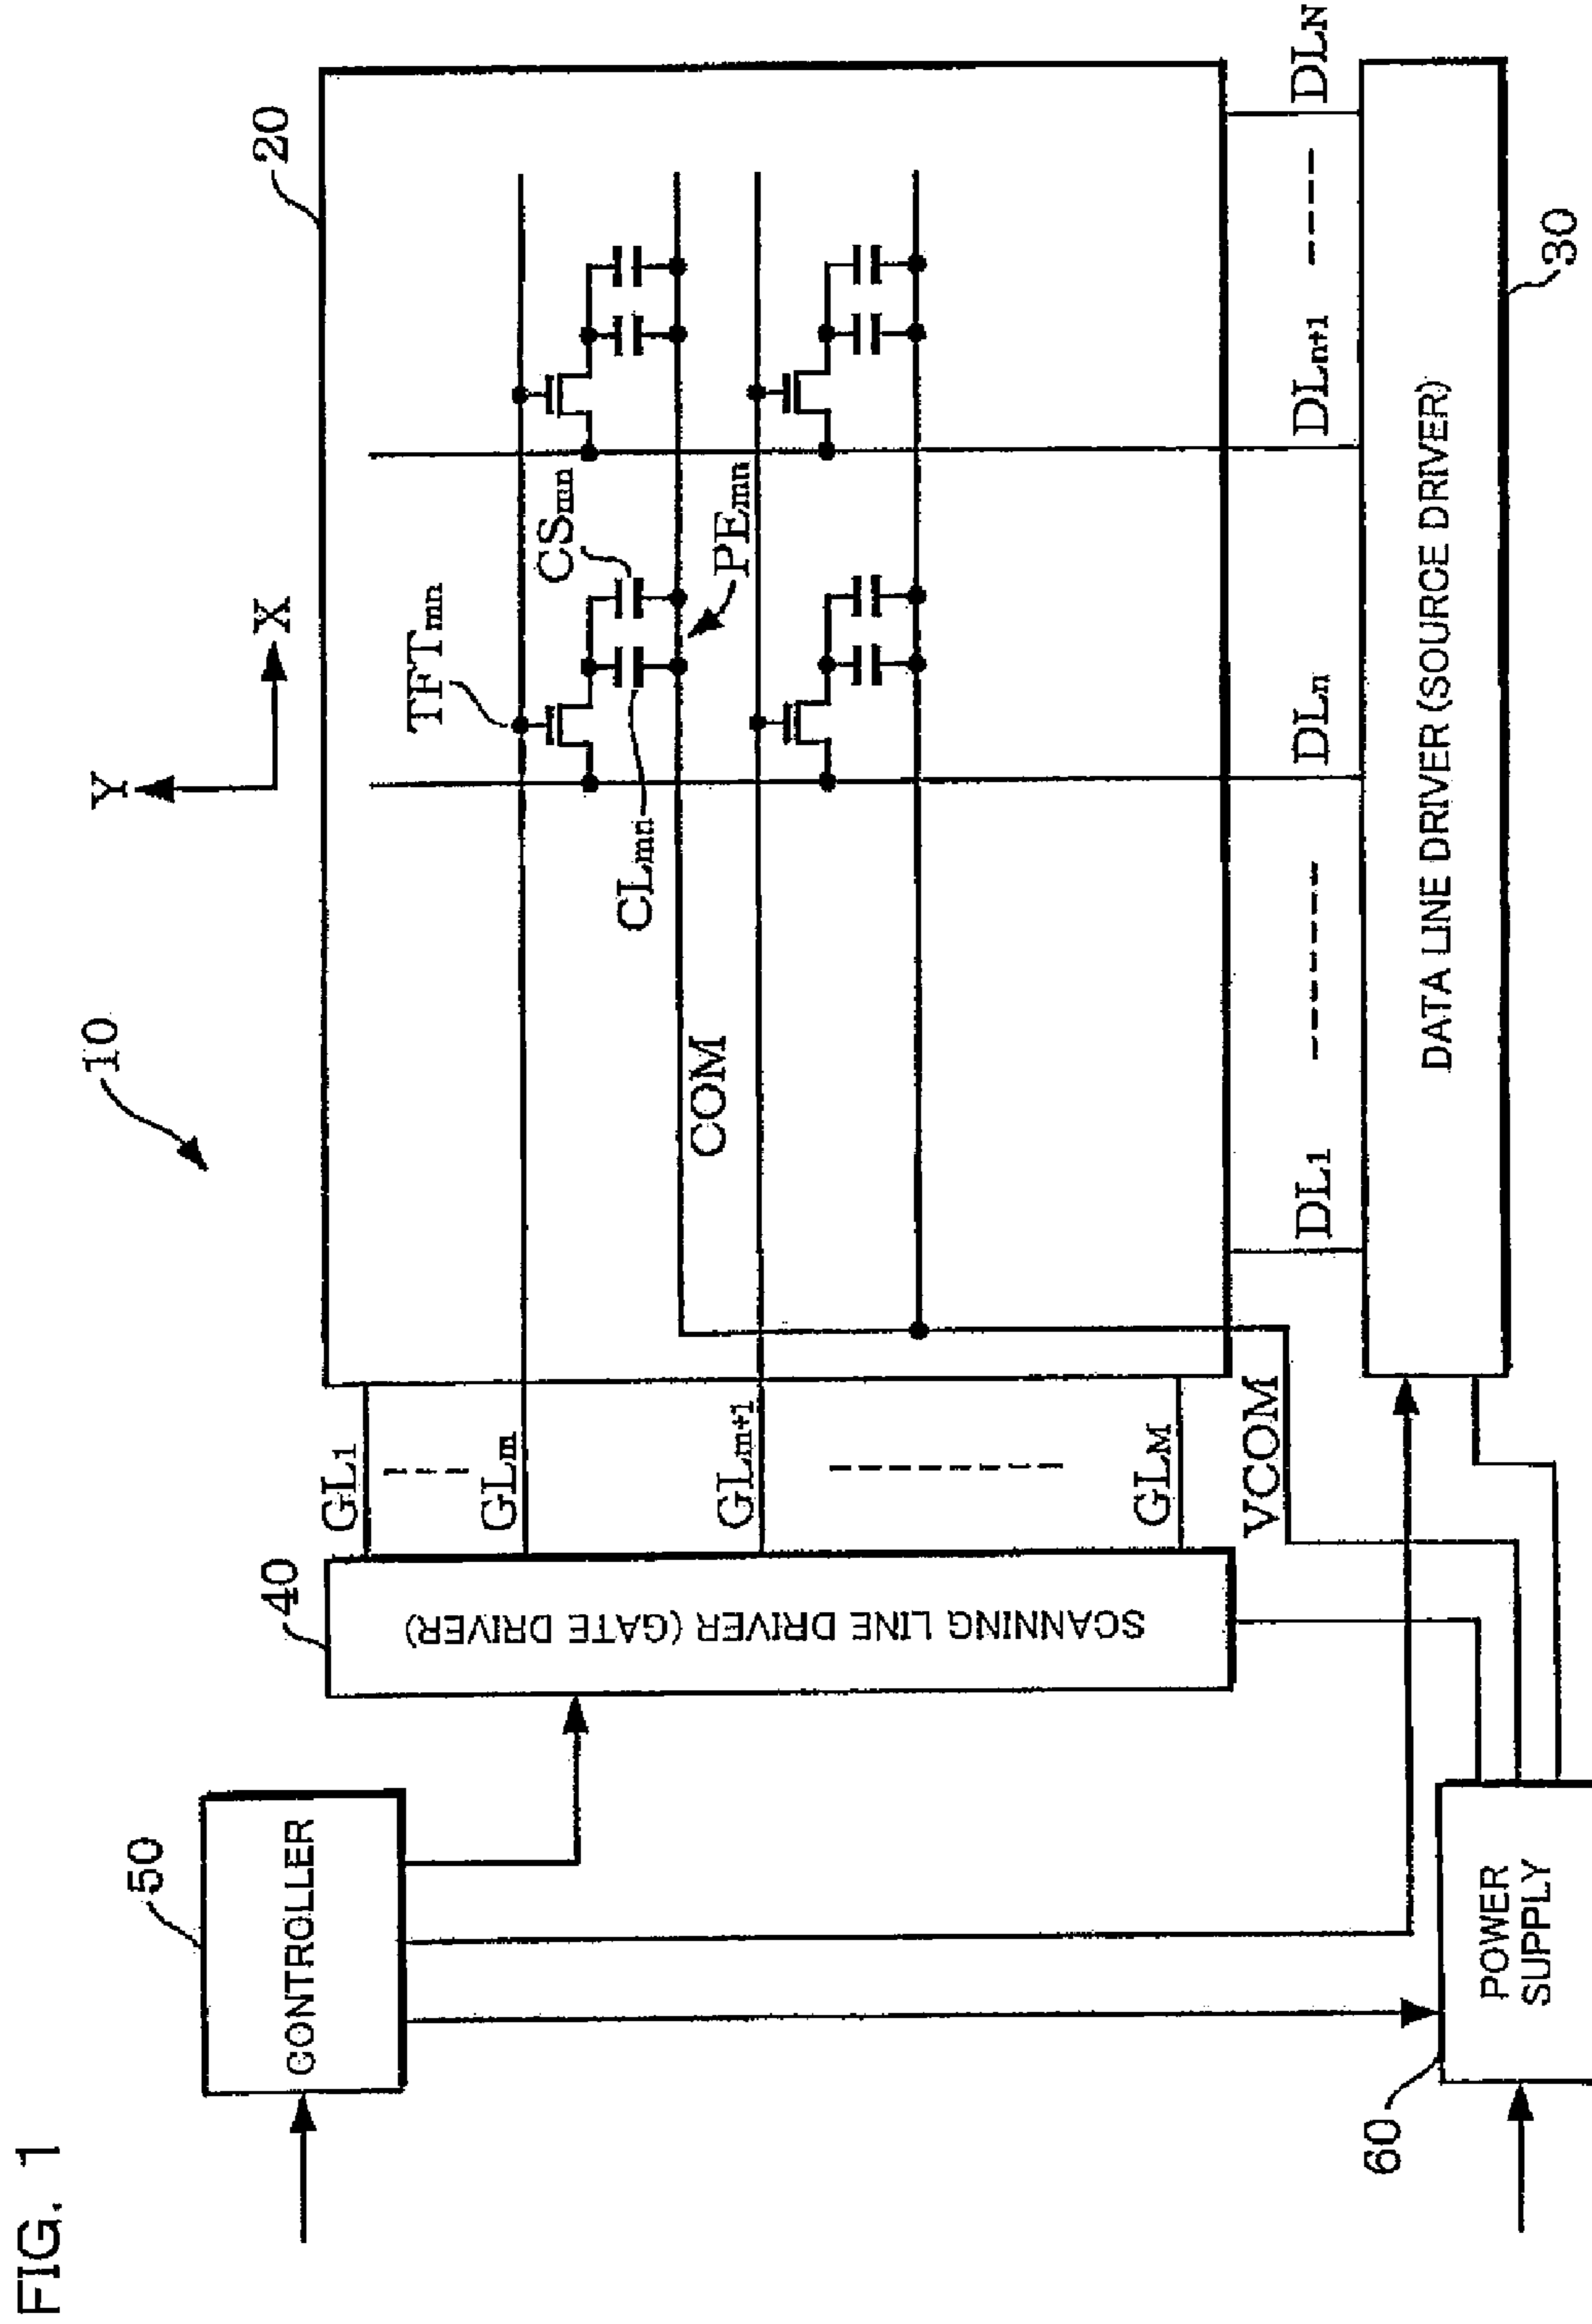 FIG. 1
10
Y
X
50
CONTROLLER
40
SCANNING LINE DRIVER (GATE DRIVER)
20
GL1
GLm
GLm+1
GLM
VCOM
COM
TFTmn
CSmn
CLmn
PEmn
DL1
DLn
DLn+1
DLN
60
POWER
SUPPLY
DATA LINE DRIVER (SOURCE DRIVER)
30